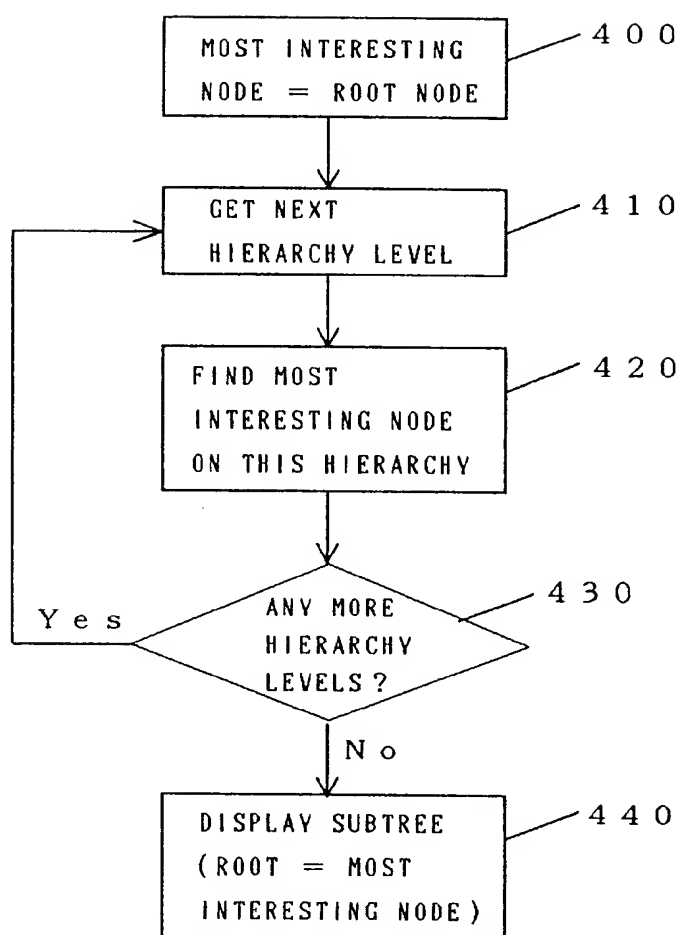 MOST INTERESTING
NODE = ROOT NODE
400
GET NEXT
HIERARCHY LEVEL
410
FIND MOST
INTERESTING NODE
ON THIS HIERARCHY
420
ANY MORE
HIERARCHY
LEVELS?
430
Yes
No
DISPLAY SUBTREE
(ROOT = MOST
INTERESTING NODE)
440